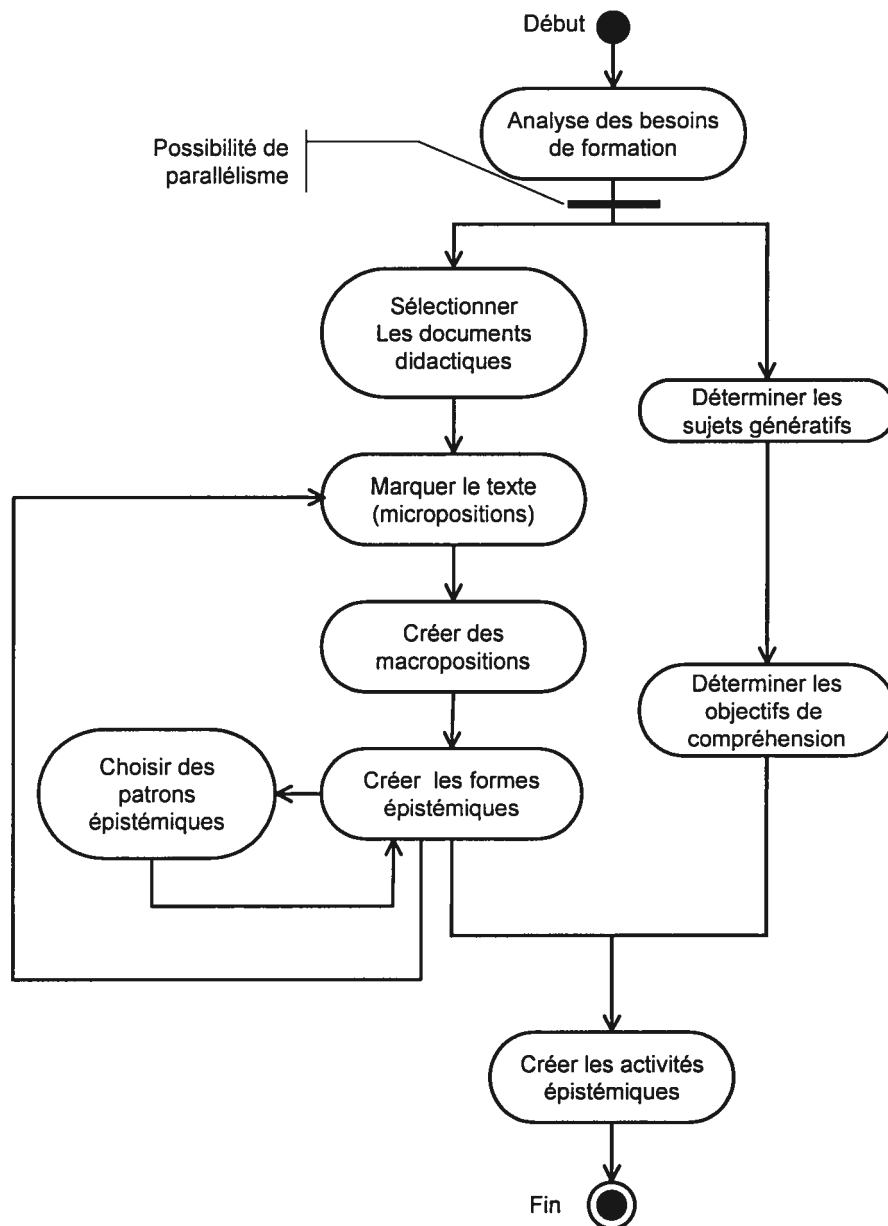 Début
Analyse des besoins
de formation
Possibilité de
parallélisme
Sélectionner
Les documents
didactiques
Déterminer les
sujets génératifs
Marquer le texte
(micropositions)
Créer des
macropositions
Déterminer les
objectifs de
compréhension
Choisir des
patrons
épistémiques
Créer les formes
épistémiques
Créer les activités
épistémiques
Fin